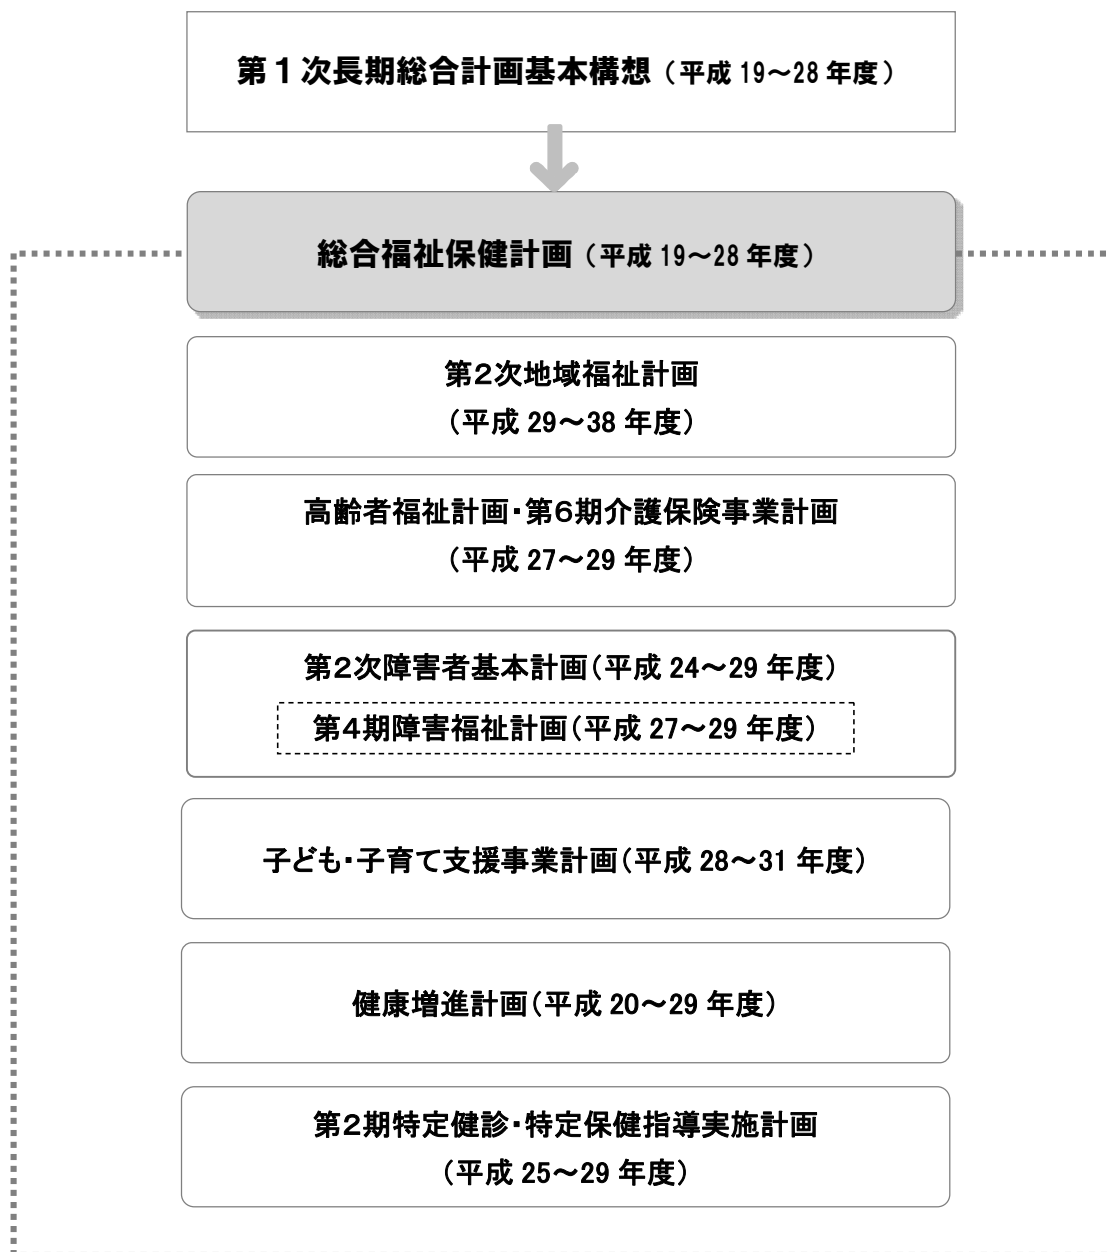 第１次長期総合計画基本構想（平成 19～28 年度）
総合福祉保健計画（平成 19～28 年度）
第２次地域福祉計画
（平成 29～38 年度）
高齢者福祉計画・第６期介護保険事業計画
（平成 27～29 年度）
第２次障害者基本計画（平成 24～29 年度）
第４期障害福祉計画（平成 27～29 年度）
子ども・子育て支援事業計画（平成 28～31 年度）
健康増進計画（平成 20～29 年度）
第２期特定健診・特定保健指導実施計画
（平成 25～29 年度）